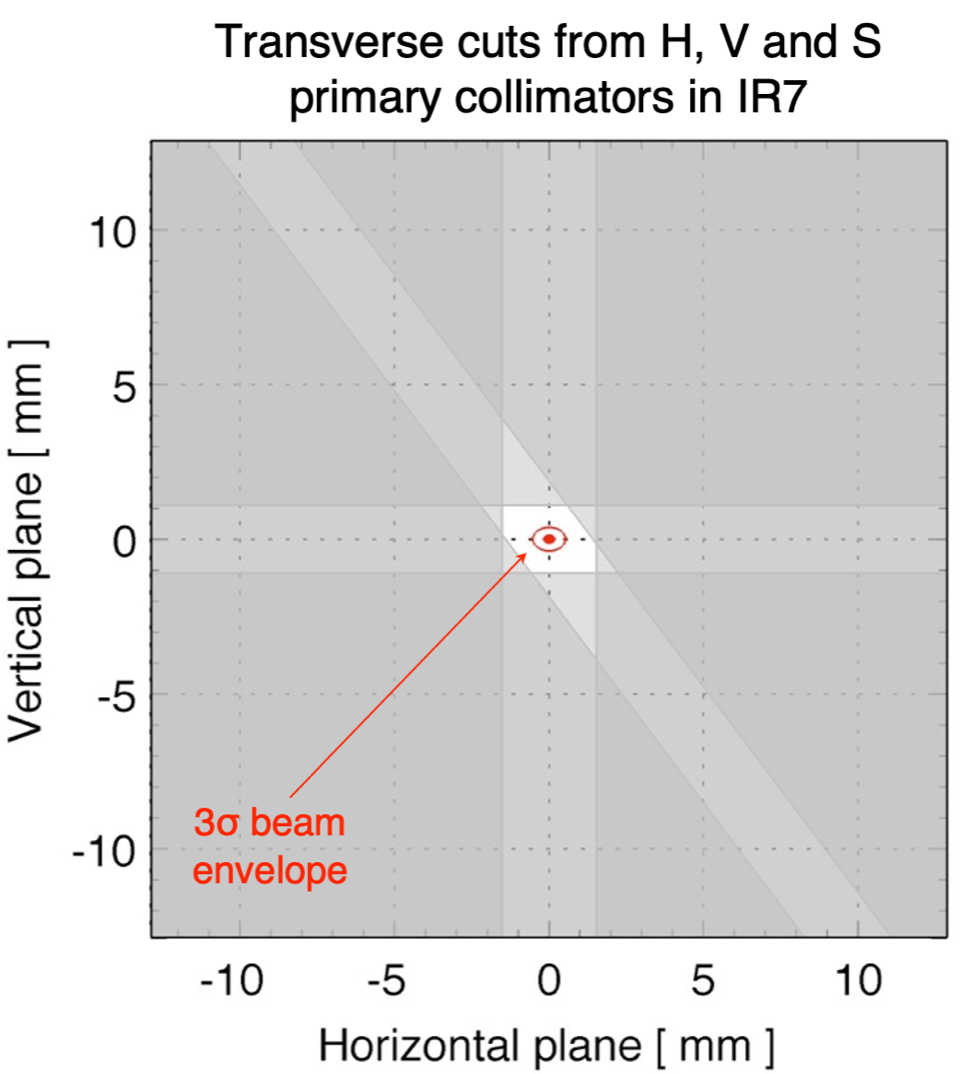 Transverse cuts from H, V and S
primary collimators in IR7
10
5
0
-5
-10
Vertical plane [ mm ]
3σ beam
envelope
-10 -5 0 5 10
Horizontal plane [ mm ]